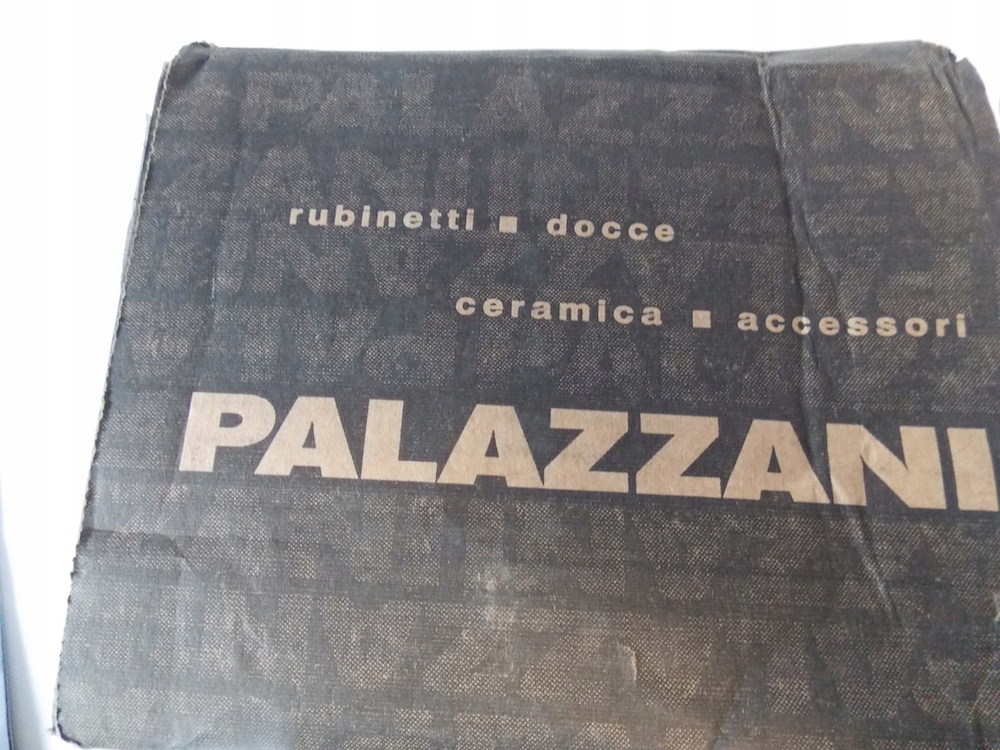 rubinetti ■ docce
ceramica ■ accessori
PALAZZANI